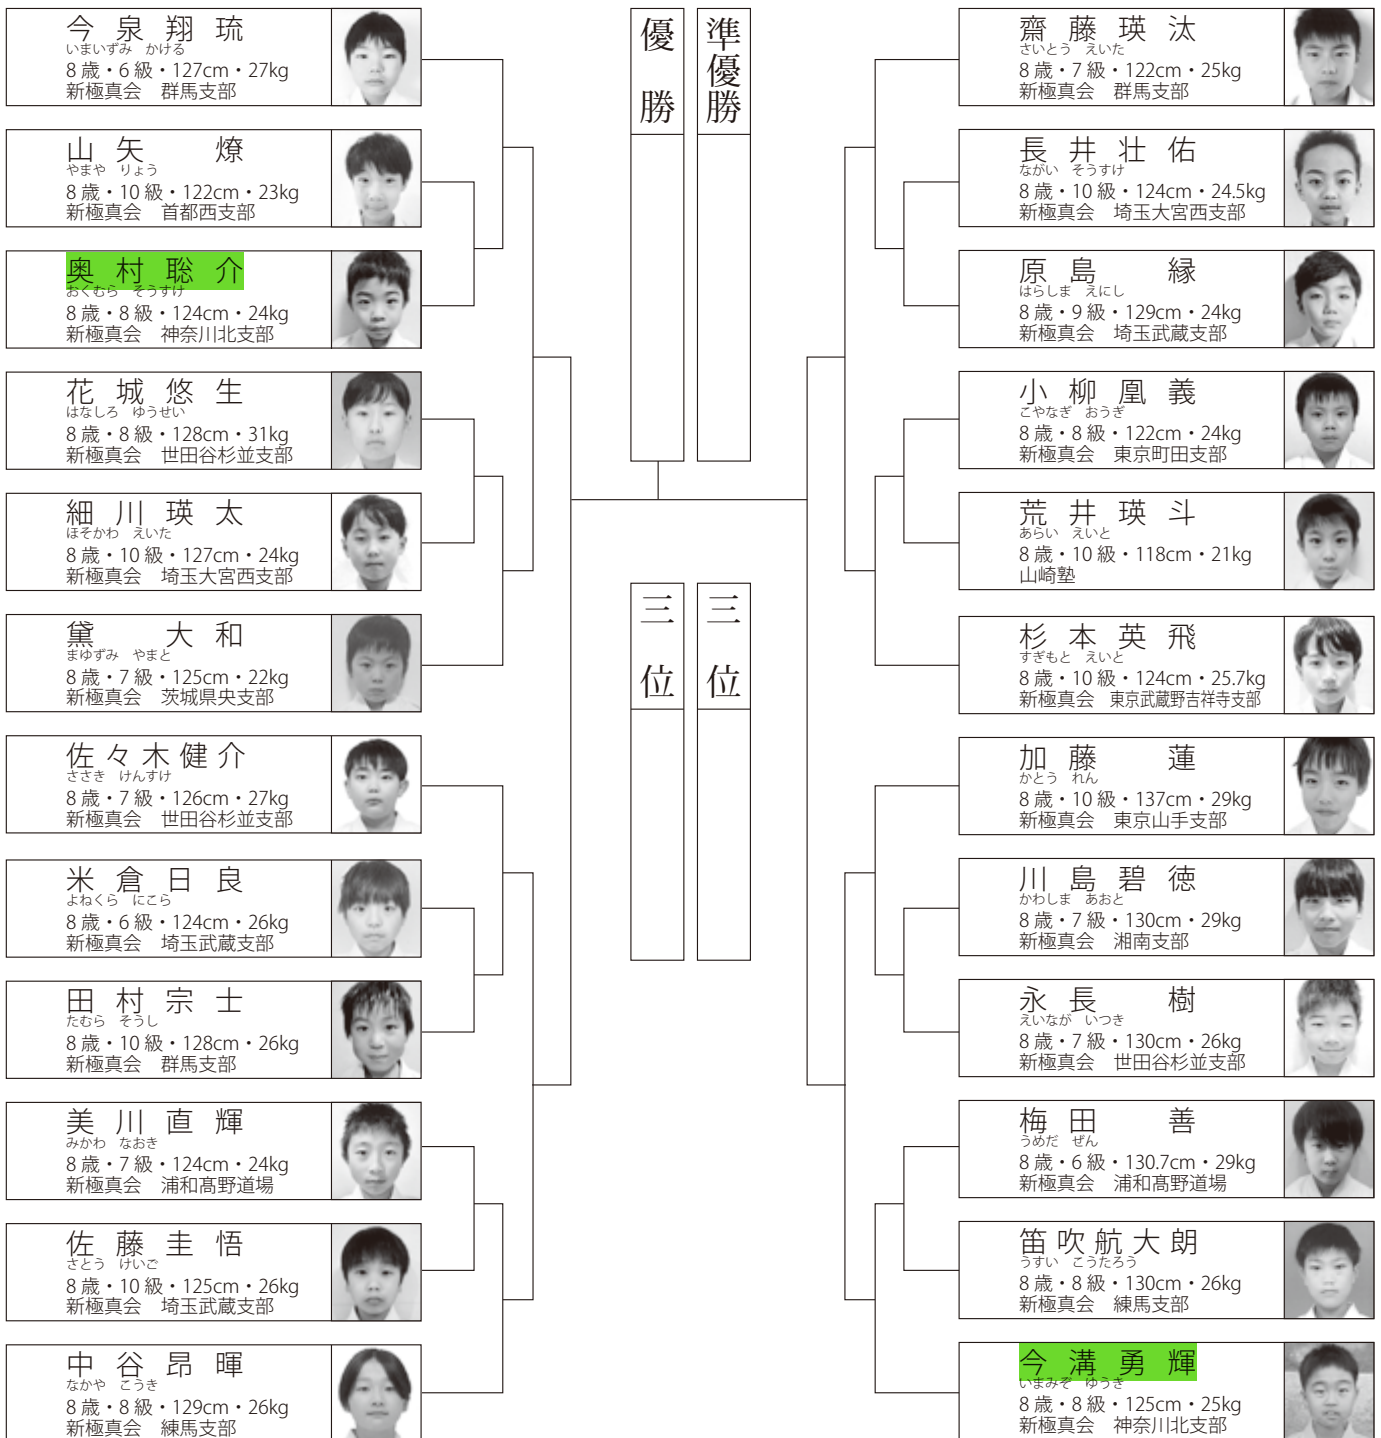 今泉翔琉
いまいずみ かける
8歳・6級・127cm・27kg
新極真会 群馬支部
山矢 燎
やまや りょう
8歳・10級・122cm・23kg
新極真会 首都西支部
奥村聡介
おくむら そうすけ
8歳・8級・124cm・24kg
新極真会 神奈川北支部
花城悠生
はなしろ ゆうせい
8歳・8級・128cm・31kg
新極真会 世田谷杉並支部
細川瑛太
ほそかわ えいた
8歳・10級・127cm・24kg
新極真会 埼玉大宮西支部
黛 大和
まゆずみ やまと
8歳・7級・125cm・22kg
新極真会 茨城県央支部
佐々木健介
ささき けんすけ
8歳・7級・126cm・27kg
新極真会 世田谷杉並支部
米倉日良
よねくら にこら
8歳・6級・124cm・26kg
新極真会 埼玉武蔵支部
田村宗士
たむら そうし
8歳・10級・128cm・26kg
新極真会 群馬支部
美川直輝
みかわ なおき
8歳・7級・124cm・24kg
新極真会 浦和髙野道場
佐藤圭悟
さとう けいご
8歳・10級・125cm・26kg
新極真会 埼玉武蔵支部
中谷昂暉
なかや こうき
8歳・8級・129cm・26kg
新極真会 練馬支部
優勝
準優勝
三位
三位
齋藤瑛汰
さいとう えいた
8歳・7級・122cm・25kg
新極真会 群馬支部
長井壮佑
ながい そうすけ
8歳・10級・124cm・24.5kg
新極真会 埼玉大宮西支部
原島 縁
はらしま えにし
8歳・9級・129cm・24kg
新極真会 埼玉武蔵支部
小柳凰義
こやなぎ おうぎ
8歳・8級・122cm・24kg
新極真会 東京町田支部
荒井瑛斗
あらい えいと
8歳・10級・118cm・21kg
山崎塾
杉本英飛
すぎもと えいと
8歳・10級・124cm・25.7kg
新極真会 東京武蔵野吉祥寺支部
加藤 蓮
かとう れん
8歳・10級・137cm・29kg
新極真会 東京山手支部
川島碧徳
かわしま あおと
8歳・7級・130cm・29kg
新極真会 湘南支部
永長 樹
えいなが いつき
8歳・7級・130cm・26kg
新極真会 世田谷杉並支部
梅田 善
うめだ ぜん
8歳・6級・130.7cm・29kg
新極真会 浦和髙野道場
笛吹航大朗
うすい こうたろう
8歳・8級・130cm・26kg
新極真会 練馬支部
今溝勇輝
いまみぞ ゆうき
8歳・8級・125cm・25kg
新極真会 神奈川北支部